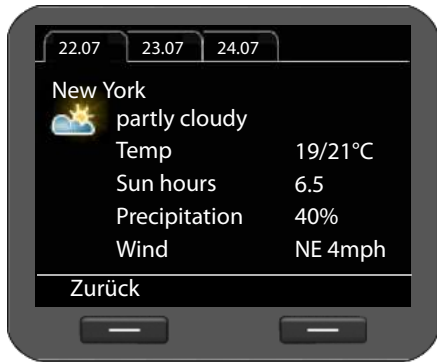 22.07 23.07 24.07
New York
partly cloudy
Temp 19/21°C
Sun hours 6.5
Precipitation 40%
Wind NE 4mph
Zurück